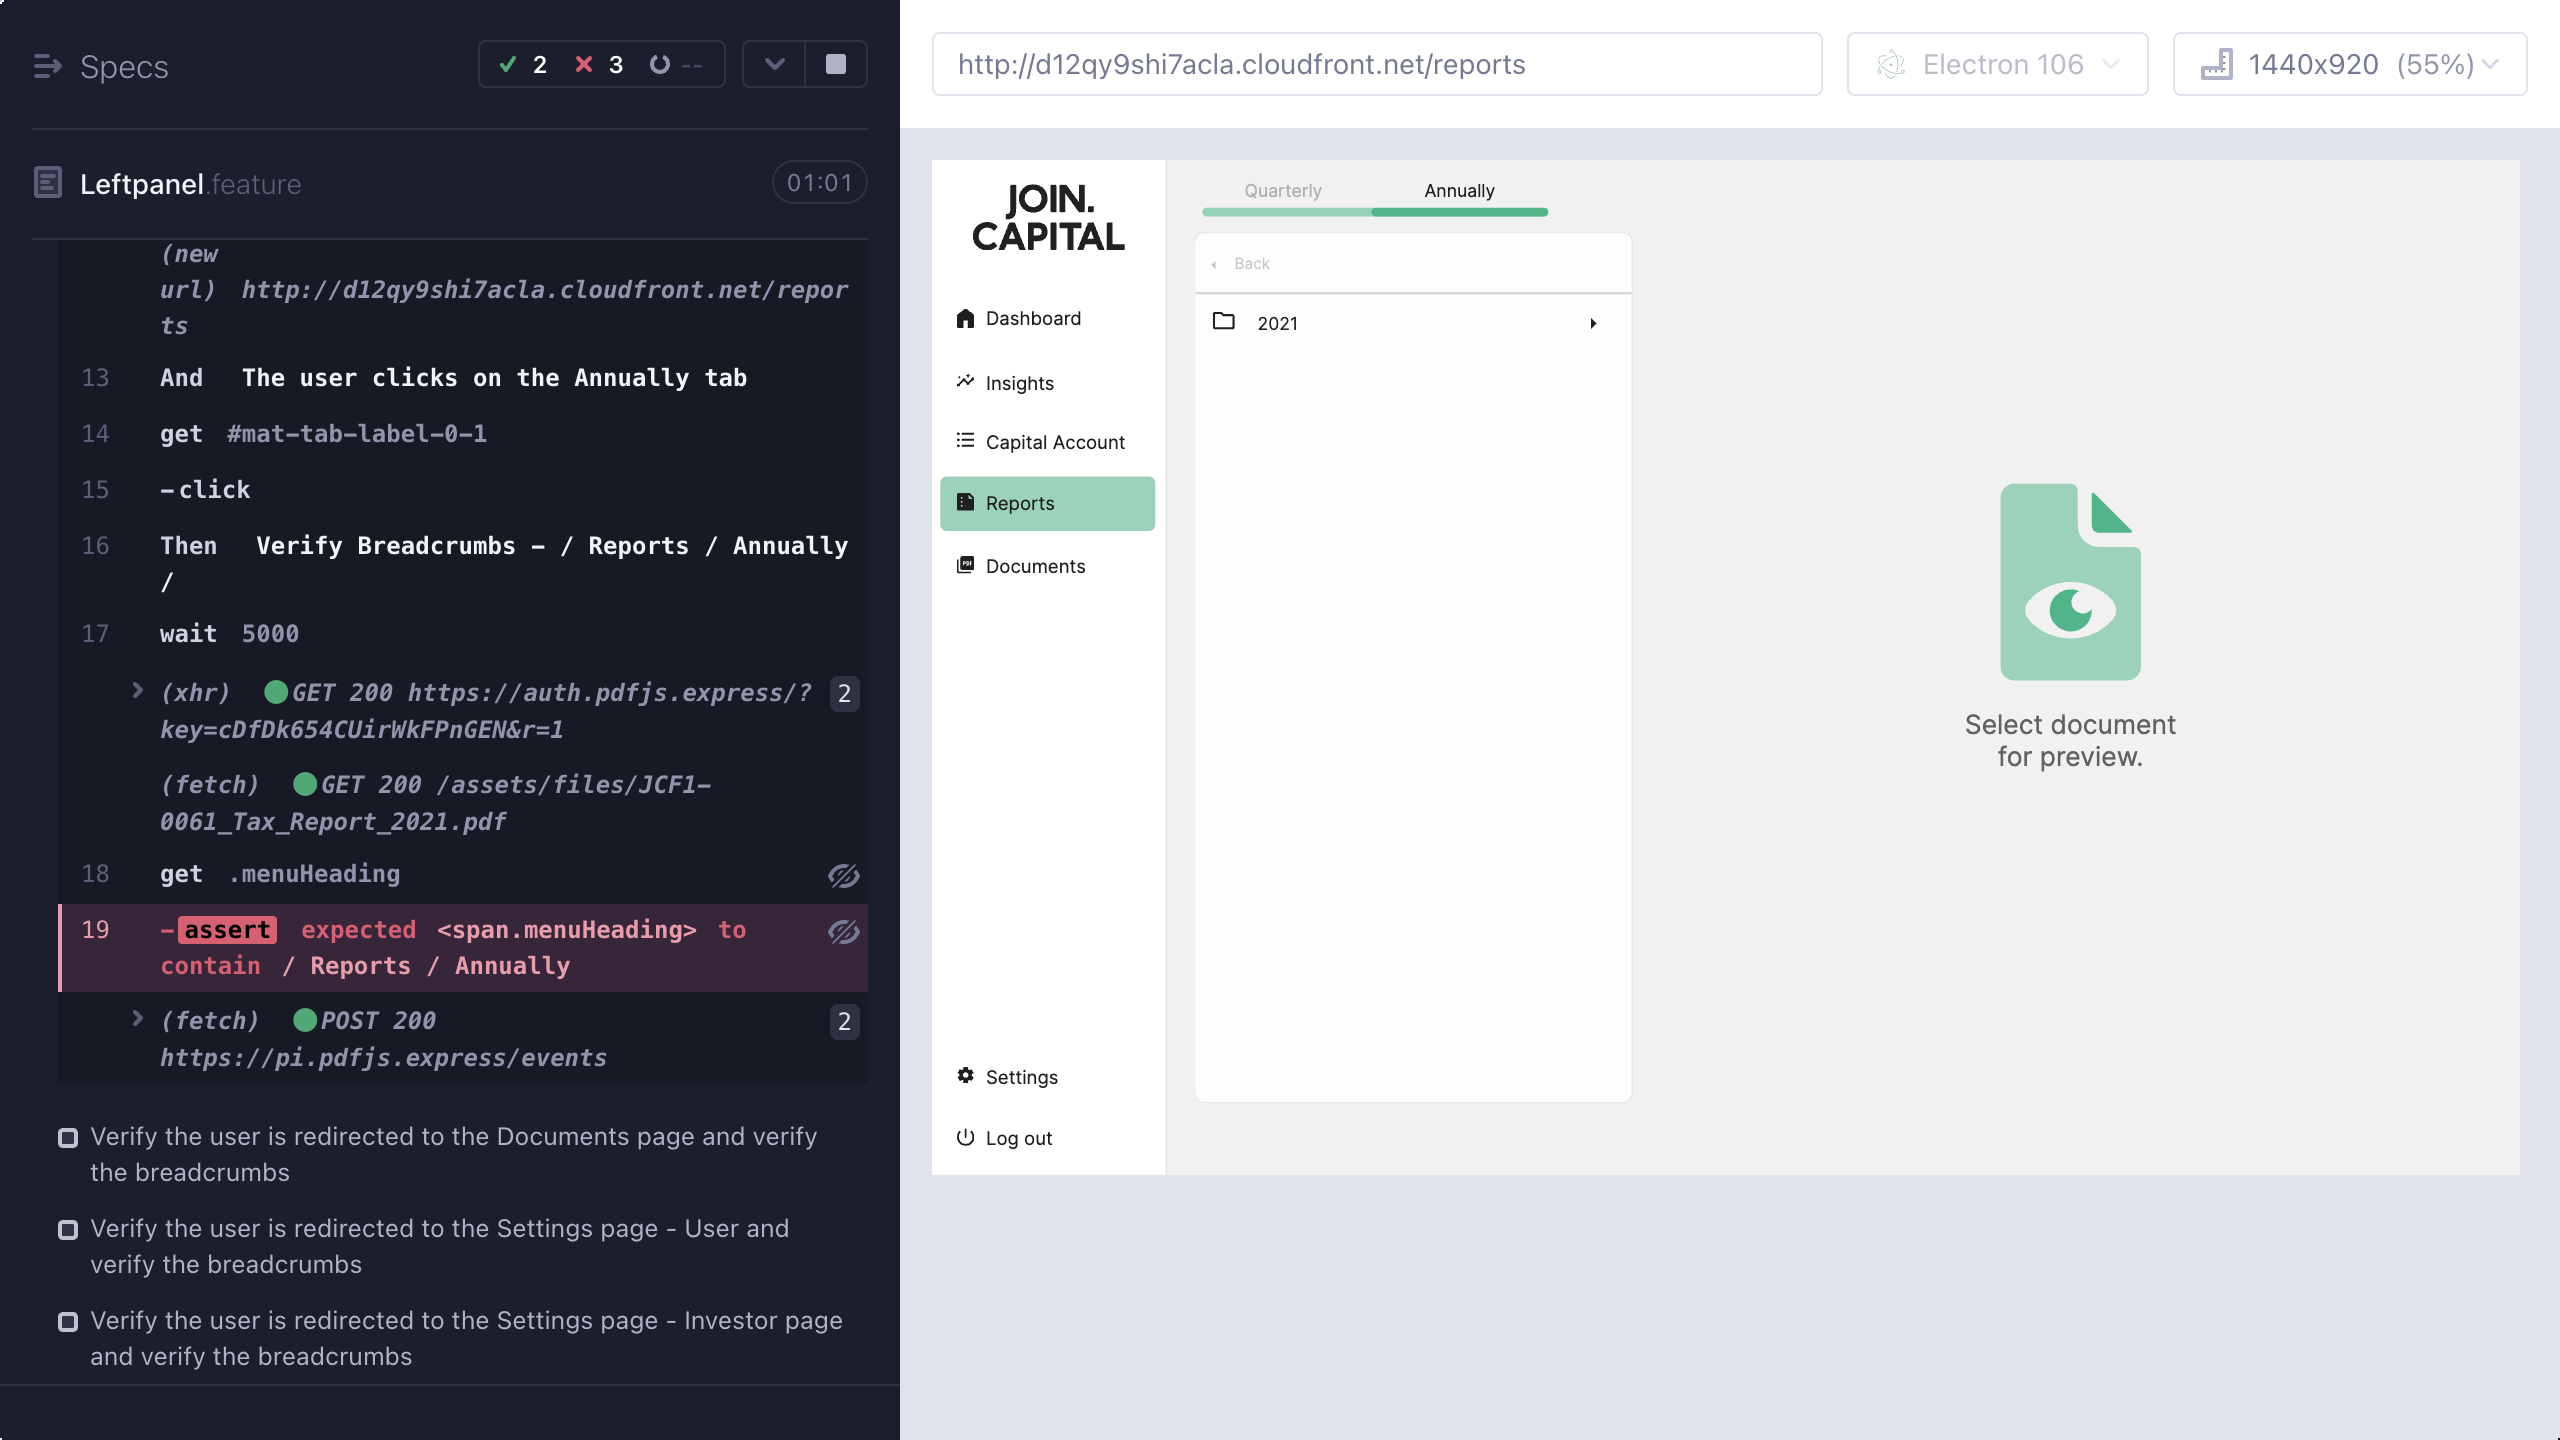 Specs
2 3 --
Leftpanel.feature
01:01
(new
url) http://d12qy9shi7acla.cloudfront.net/repor
ts
13 And The user clicks on the Annually tab
14 get #mat-tab-label-0-1
15 -click
16 Then Verify Breadcrumbs - / Reports / Annually
/
17 wait 5000
(xhr) GET 200 https://auth.pdfjs.express/? 2
key=cDfDk654CUirWkFPnGEN&r=1
(fetch) GET 200 /assets/files/JCF1-
0061_Tax_Report_2021.pdf
18 get .menuHeading
19 -assert expected <span.menuHeading> to
contain / Reports / Annually
(fetch) POST 200 2
https://pi.pdfjs.express/events
Verify the user is redirected to the Documents page and verify
the breadcrumbs
Verify the user is redirected to the Settings page - User and
verify the breadcrumbs
Verify the user is redirected to the Settings page - Investor page
and verify the breadcrumbs
http://d12qy9shi7acla.cloudfront.net/reports
Electron 106
1440x920 (55%)
JOIN.
CAPITAL
Dashboard
Insights
Capital Account
Reports
PDF
Documents
Settings
Log out
Quarterly
Annually
Back
2021
Select document
for preview.